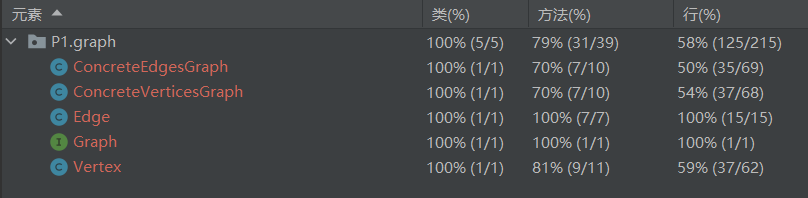 元素 类(%) 方法(%) 行(%)
P1.graph 100% (5/5) 79% (31/39) 58% (125/215)
C ConcreteEdgesGraph 100% (1/1) 70% (7/10) 50% (35/69)
C ConcreteVerticesGraph 100% (1/1) 70% (7/10) 54% (37/68)
C Edge 100% (1/1) 100% (7/7) 100% (15/15)
I Graph 100% (1/1) 100% (1/1) 100% (1/1)
C Vertex 100% (1/1) 81% (9/11) 59% (37/62)